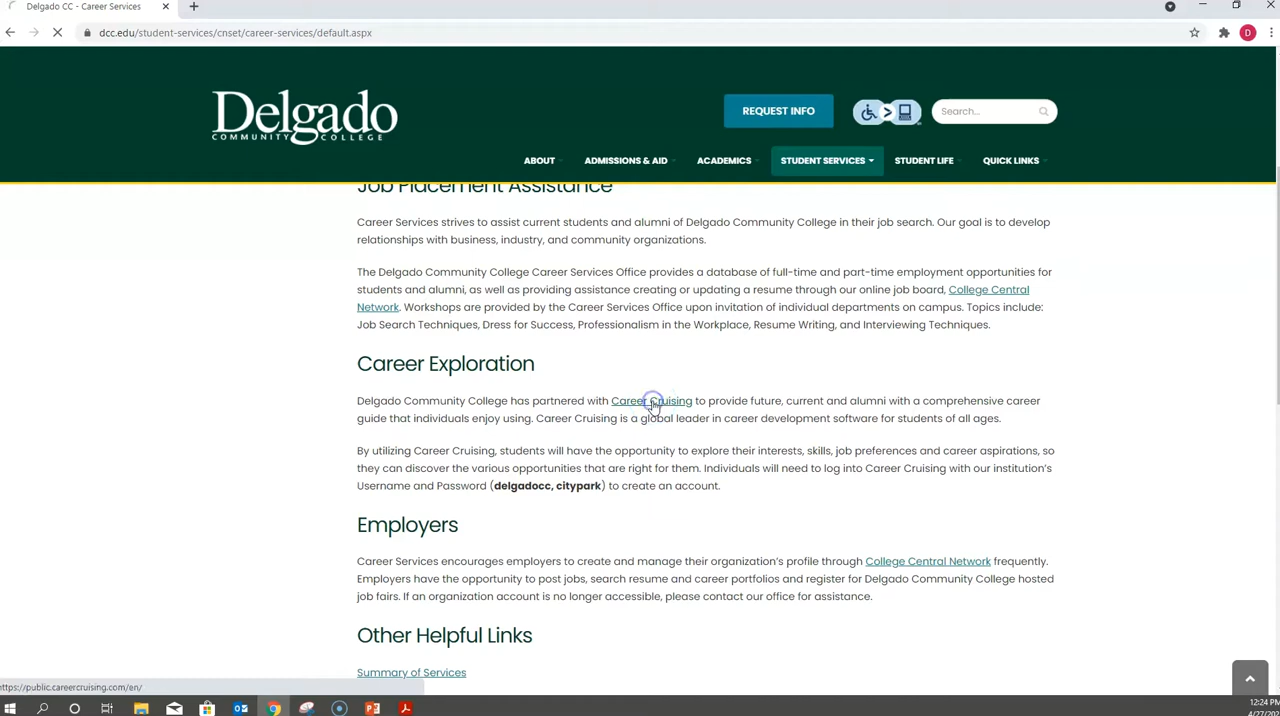 Delgado CC - Career Services
dcc.edu/student-services/cnset/career-services/default.aspx
D
Delgado
COMMUNITY COLLEGE
REQUEST INFO
Search...
ABOUT
ADMISSIONS & AID
ACADEMICS
STUDENT SERVICES
STUDENT LIFE
QUICK LINKS
Job Placement Assistance
Career Services strives to assist current students and alumni of Delgado Community College in their job search. Our goal is to develop
relationships with business, industry, and community organizations.
The Delgado Community College Career Services Office provides a database of full-time and part-time employment opportunities for
students and alumni, as well as providing assistance creating or updating a resume through our online job board, College Central
Network. Workshops are provided by the Career Services Office upon invitation of individual departments on campus. Topics include:
Job Search Techniques, Dress for Success, Professionalism in the Workplace, Resume Writing, and Interviewing Techniques.
Career Exploration
Delgado Community College has partnered with Career Cruising to provide future, current and alumni with a comprehensive career
guide that individuals enjoy using. Career Cruising is a global leader in career development software for students of all ages.
By utilizing Career Cruising, students will have the opportunity to explore their interests, skills, job preferences and career aspirations, so
they can discover the various opportunities that are right for them. Individuals will need to log into Career Cruising with our institution's
Username and Password (delgadocc, citypark) to create an account.
Employers
Career Services encourages employers to create and manage their organization's profile through College Central Network frequently.
Employers have the opportunity to post jobs, search resume and career portfolios and register for Delgado Community College hosted
job fairs. If an organization account is no longer accessible, please contact our office for assistance.
Other Helpful Links
Summary of Services
https://public.careercruising.com/en/
12:24 PM